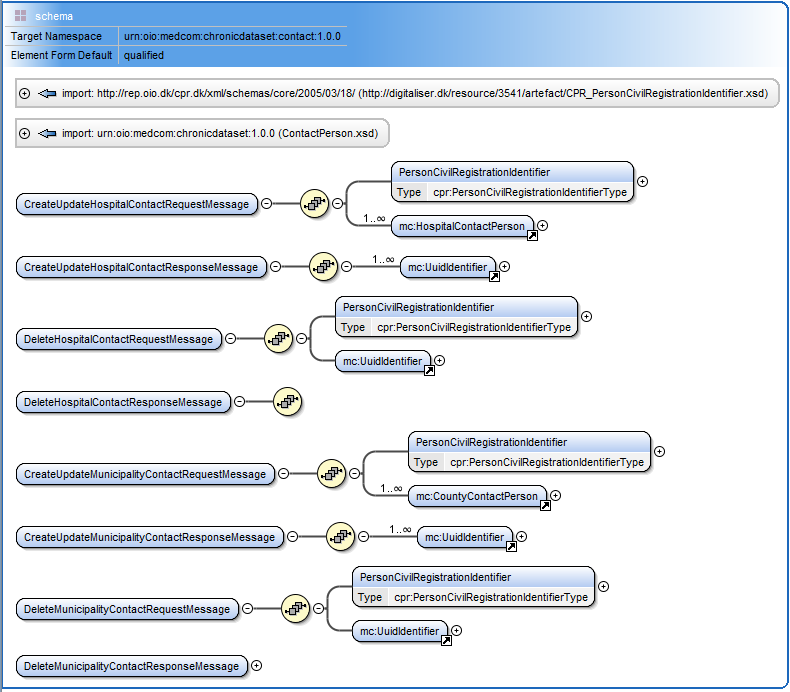 schema
Target Namespace urn:oio:medcom:chronicdataset:contact:1.0.0
Element Form Default qualified
import: http://rep.oio.dk/cpr.dk/xml/schemas/core/2005/03/18/ (http://digitaliser.dk/resource/3541/artefact/CPR_PersonCivilRegistrationIdentifier.xsd)
import: urn:oio:medcom:chronicdataset:1.0.0 (ContactPerson.xsd)
CreateUpdateHospitalContactRequestMessage
PersonCivilRegistrationIdentifier
Type cpr:PersonCivilRegistrationIdentifierType
1..∞
mc:HospitalContactPerson
CreateUpdateHospitalContactResponseMessage
1..∞
mc:UuidIdentifier
DeleteHospitalContactRequestMessage
PersonCivilRegistrationIdentifier
Type cpr:PersonCivilRegistrationIdentifierType
mc:UuidIdentifier
DeleteHospitalContactResponseMessage
CreateUpdateMunicipalityContactRequestMessage
PersonCivilRegistrationIdentifier
Type cpr:PersonCivilRegistrationIdentifierType
1..∞
mc:CountyContactPerson
CreateUpdateMunicipalityContactResponseMessage
1..∞
mc:UuidIdentifier
DeleteMunicipalityContactRequestMessage
PersonCivilRegistrationIdentifier
Type cpr:PersonCivilRegistrationIdentifierType
mc:UuidIdentifier
DeleteMunicipalityContactResponseMessage